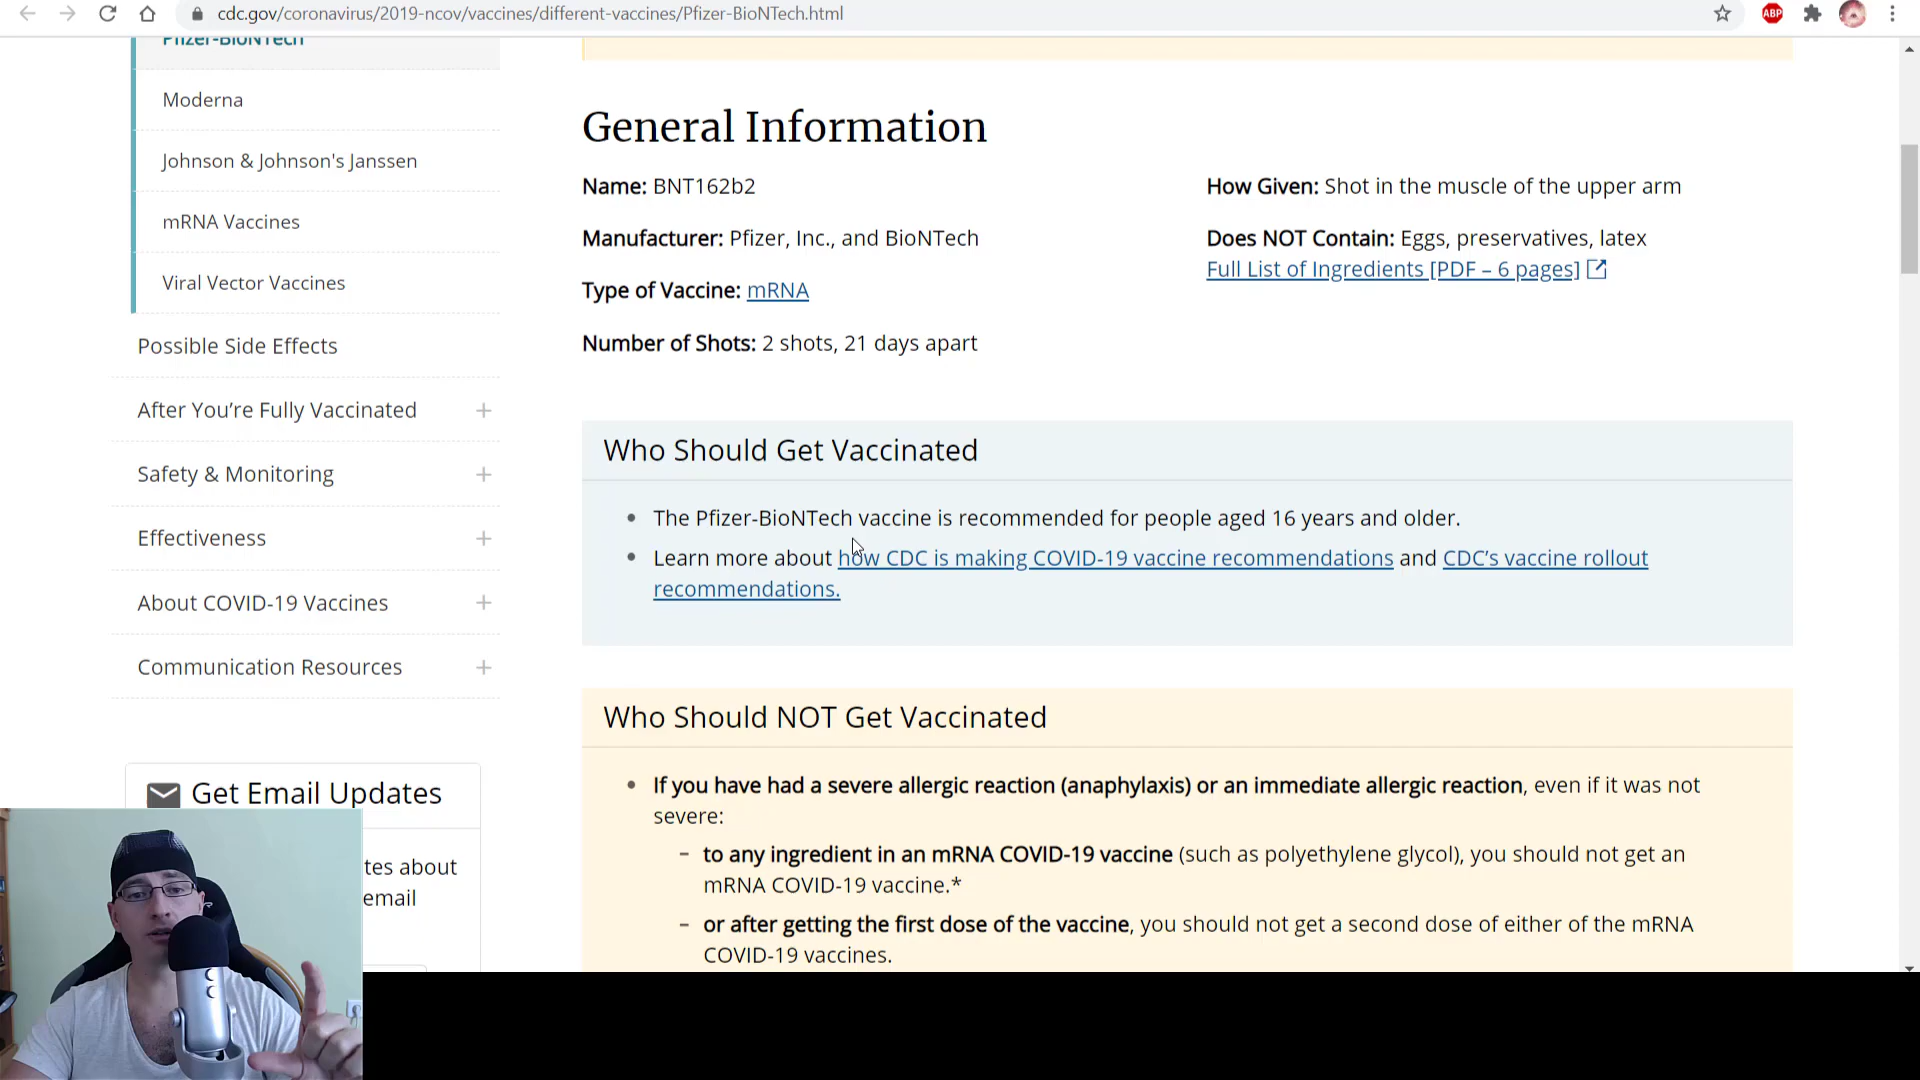 cdc.gov/coronavirus/2019-ncov/vaccines/different-vaccines/Pfizer-BioNTech.html
ABP
Pfizer-BioNTech
Moderna
Johnson & Johnson's Janssen
mRNA Vaccines
Viral Vector Vaccines
Possible Side Effects
After You’re Fully Vaccinated
Safety & Monitoring
Effectiveness
About COVID-19 Vaccines
Communication Resources
Get Email Updates
tes about
email
General Information
Name: BNT162b2
Manufacturer: Pfizer, Inc., and BioNTech
Type of Vaccine: mRNA
Number of Shots: 2 shots, 21 days apart
How Given: Shot in the muscle of the upper arm
Does NOT Contain: Eggs, preservatives, latex
Full List of Ingredients [PDF – 6 pages]
Who Should Get Vaccinated
The Pfizer-BioNTech vaccine is recommended for people aged 16 years and older.
Learn more about how CDC is making COVID-19 vaccine recommendations and CDC’s vaccine rollout
recommendations.
Who Should NOT Get Vaccinated
If you have had a severe allergic reaction (anaphylaxis) or an immediate allergic reaction, even if it was not
severe:
– to any ingredient in an mRNA COVID-19 vaccine (such as polyethylene glycol), you should not get an
mRNA COVID-19 vaccine.*
– or after getting the first dose of the vaccine, you should not get a second dose of either of the mRNA
COVID-19 vaccines.